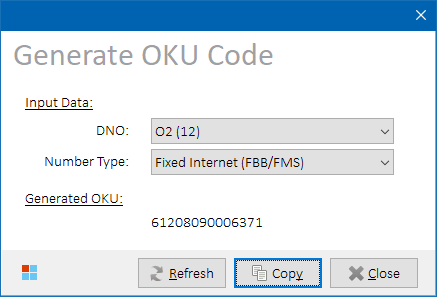 Generate OKU Code
Input Data:
DNO: O2 (12)
Number Type: Fixed Internet (FBB/FMS)
Generated OKU:
61208090006371
Refresh Copy Close